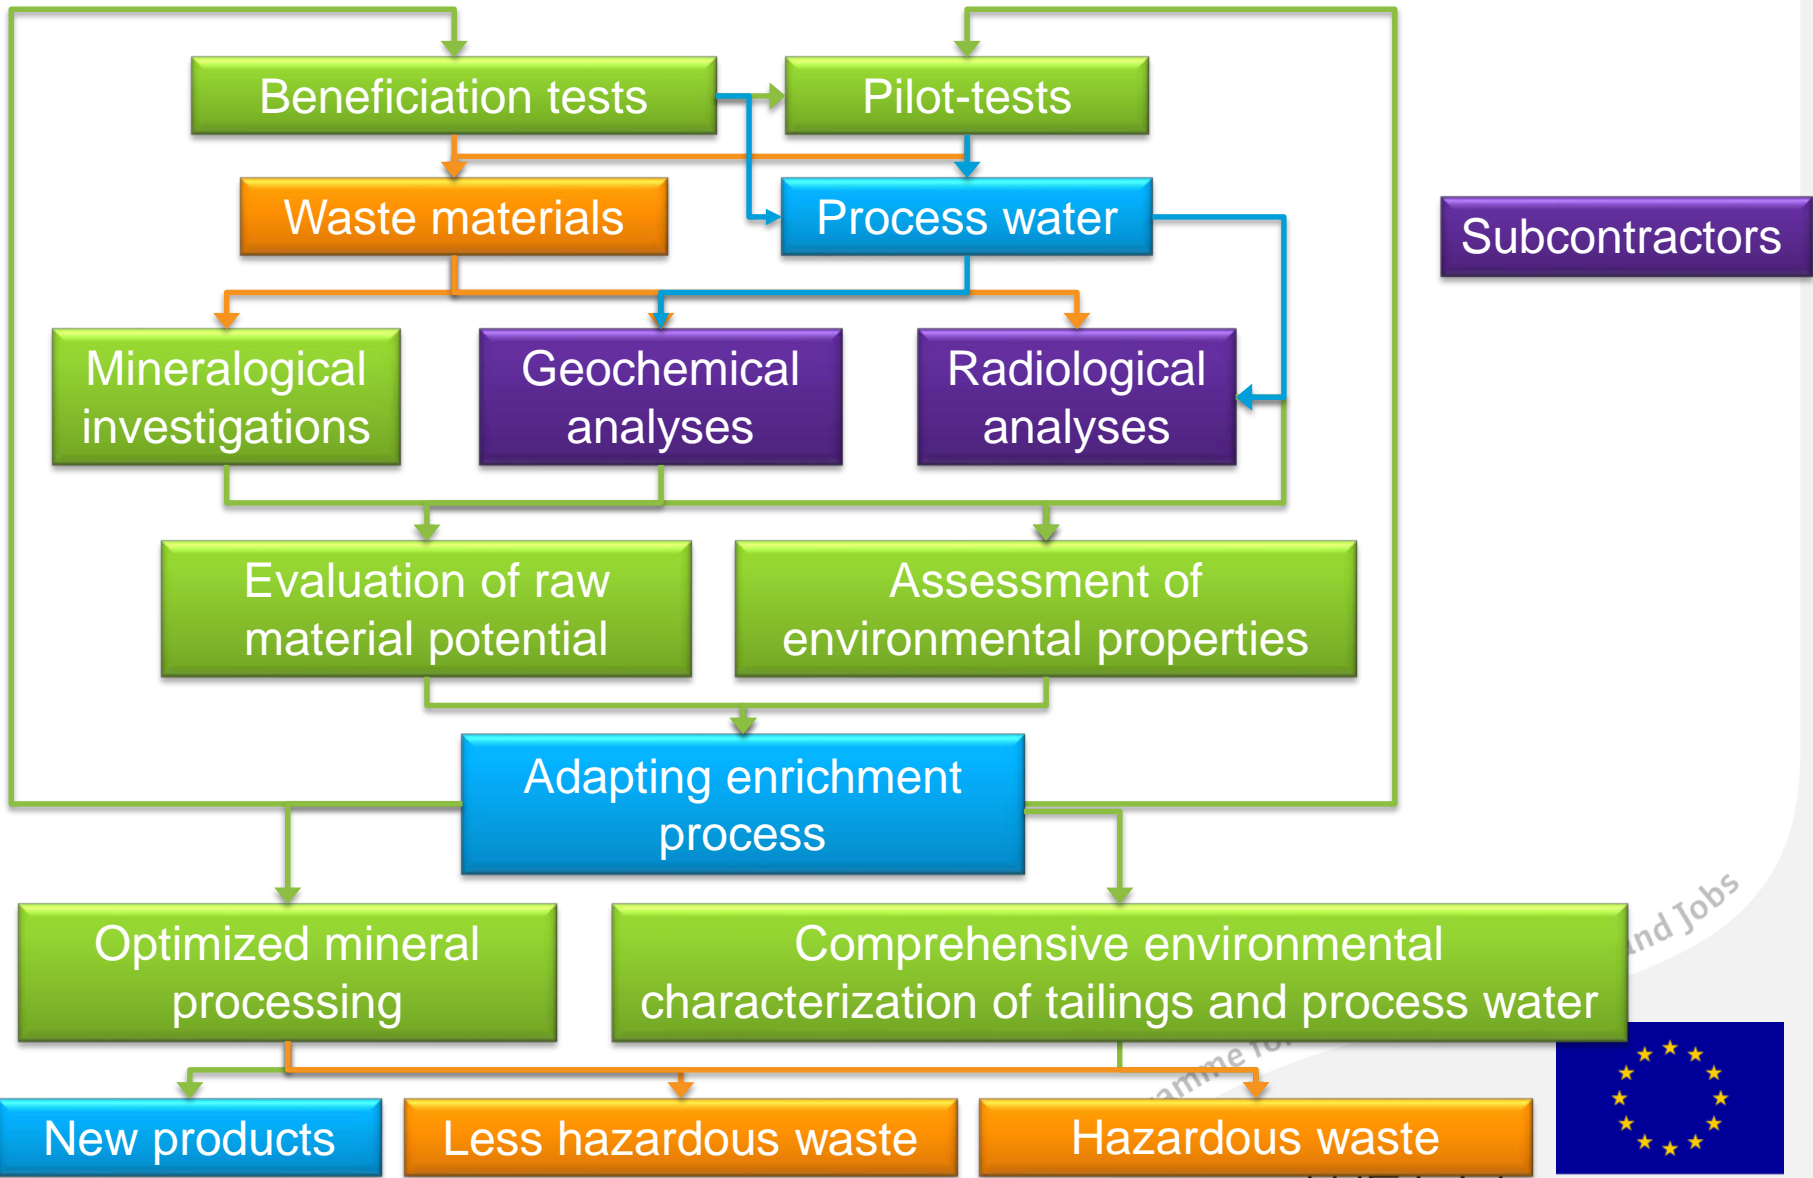 Beneficiation tests
Pilot-tests
Waste materials
Process water
Subcontractors
Mineralogical
investigations
Geochemical
analyses
Radiological
analyses
Evaluation of raw
material potential
Assessment of
environmental properties
Adapting enrichment
process
and Jobs
Optimized mineral
processing
Comprehensive environmental
characterization of tailings and process water
New products
Less hazardous waste
Hazardous waste